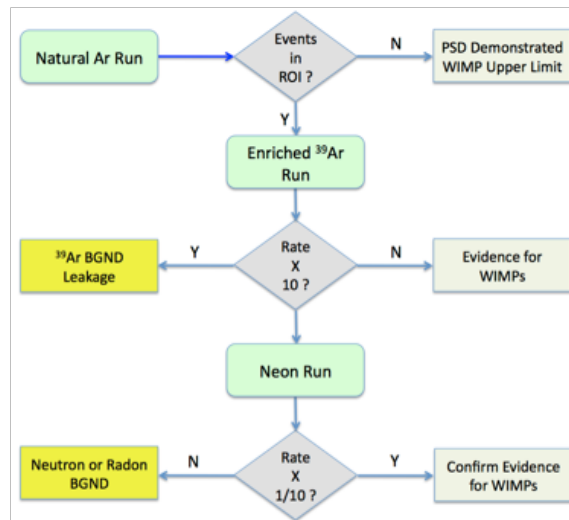 Natural Ar Run
Events
in
ROI ?
N
PSD Demonstrated
WIMP Upper Limit
Y
Enriched ³⁹Ar
Run
³⁹Ar BGND
Leakage
Y
Rate
X
10 ?
N
Evidence for
WIMPs
Neon Run
Neutron or Radon
BGND
N
Rate
X
1/10 ?
Y
Confirm Evidence
for WIMPs